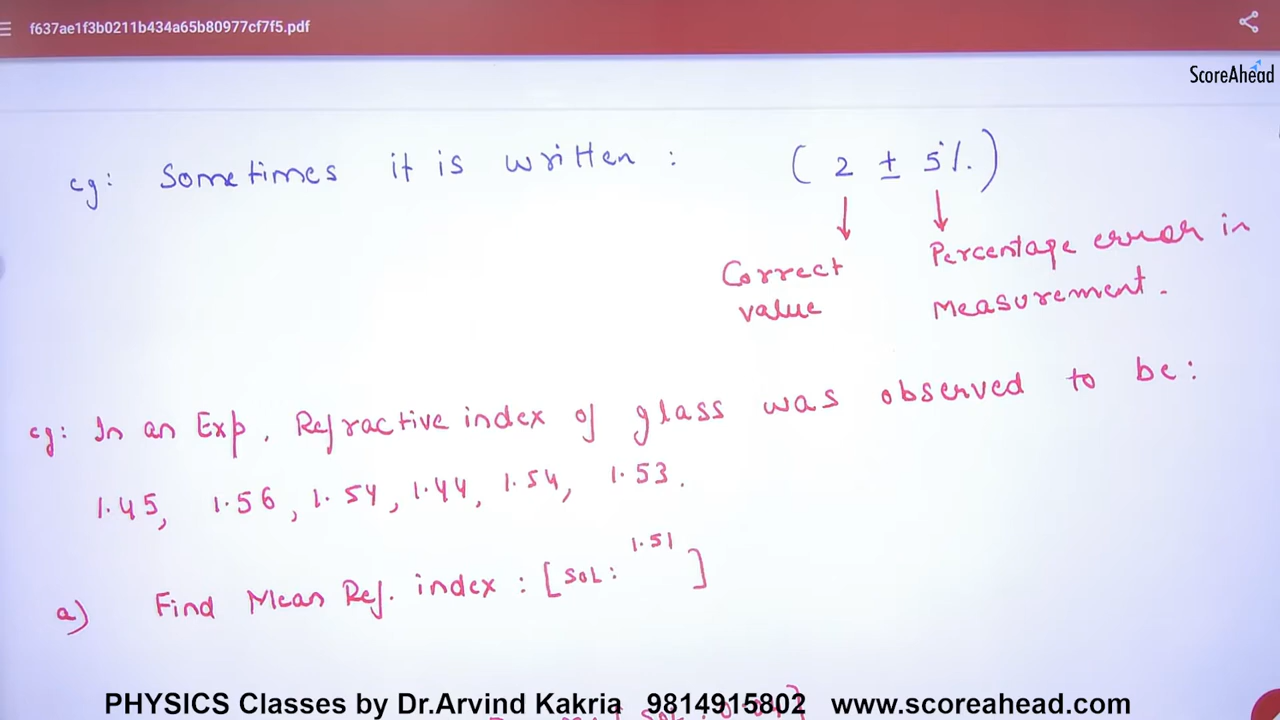 f637ae1f3b0211b434a65b80977cf7f5.pdf
ScoreAhead
eg: Sometimes it is written : ( 2 ± 5%. )
Correct value
Percentage error in measurement.
eg: In an Exp, Refractive index of glass was observed to be:
1.45, 1.56, 1.54, 1.44, 1.54, 1.53.
a) Find Mean Ref. index : [SOL: 1.51]
PHYSICS Classes by Dr.Arvind Kakria 9814915802 www.scoreahead.com